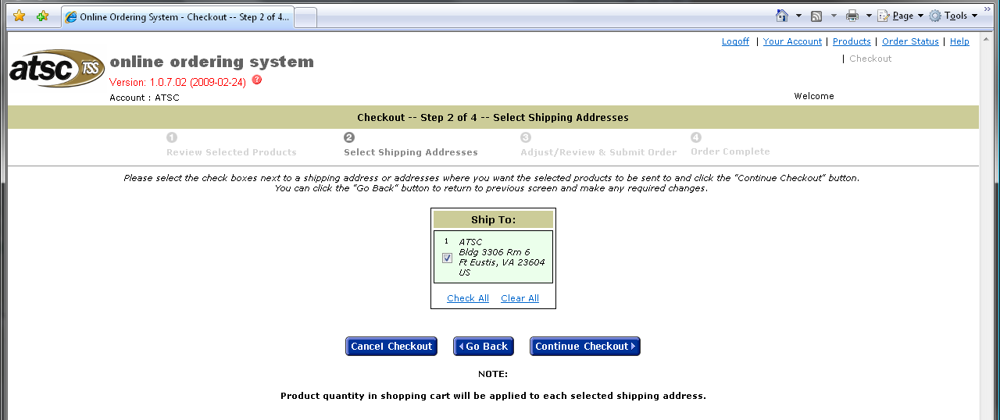 Online Ordering System - Checkout -- Step 2 of 4...
Page
Tools
Logoff | Your Account | Products | Order Status | Help
| Checkout
atsc TSS
online ordering system
Version: 1.0.7.02 (2009-02-24) ?
Account : ATSC
Welcome
Checkout -- Step 2 of 4 -- Select Shipping Addresses
1 2 3 4
Review Selected Products Select Shipping Addresses Adjust/Review & Submit Order Order Complete
Please select the check boxes next to a shipping address or addresses where you want the selected products to be sent to and click the "Continue Checkout" button.
You can click the "Go Back" button to return to previous screen and make any required changes.
Ship To:
1 ATSC
Bldg 3306 Rm 6
Ft Eustis, VA 23604
US
Check All Clear All
Cancel Checkout Go Back Continue Checkout
NOTE:
Product quantity in shopping cart will be applied to each selected shipping address.